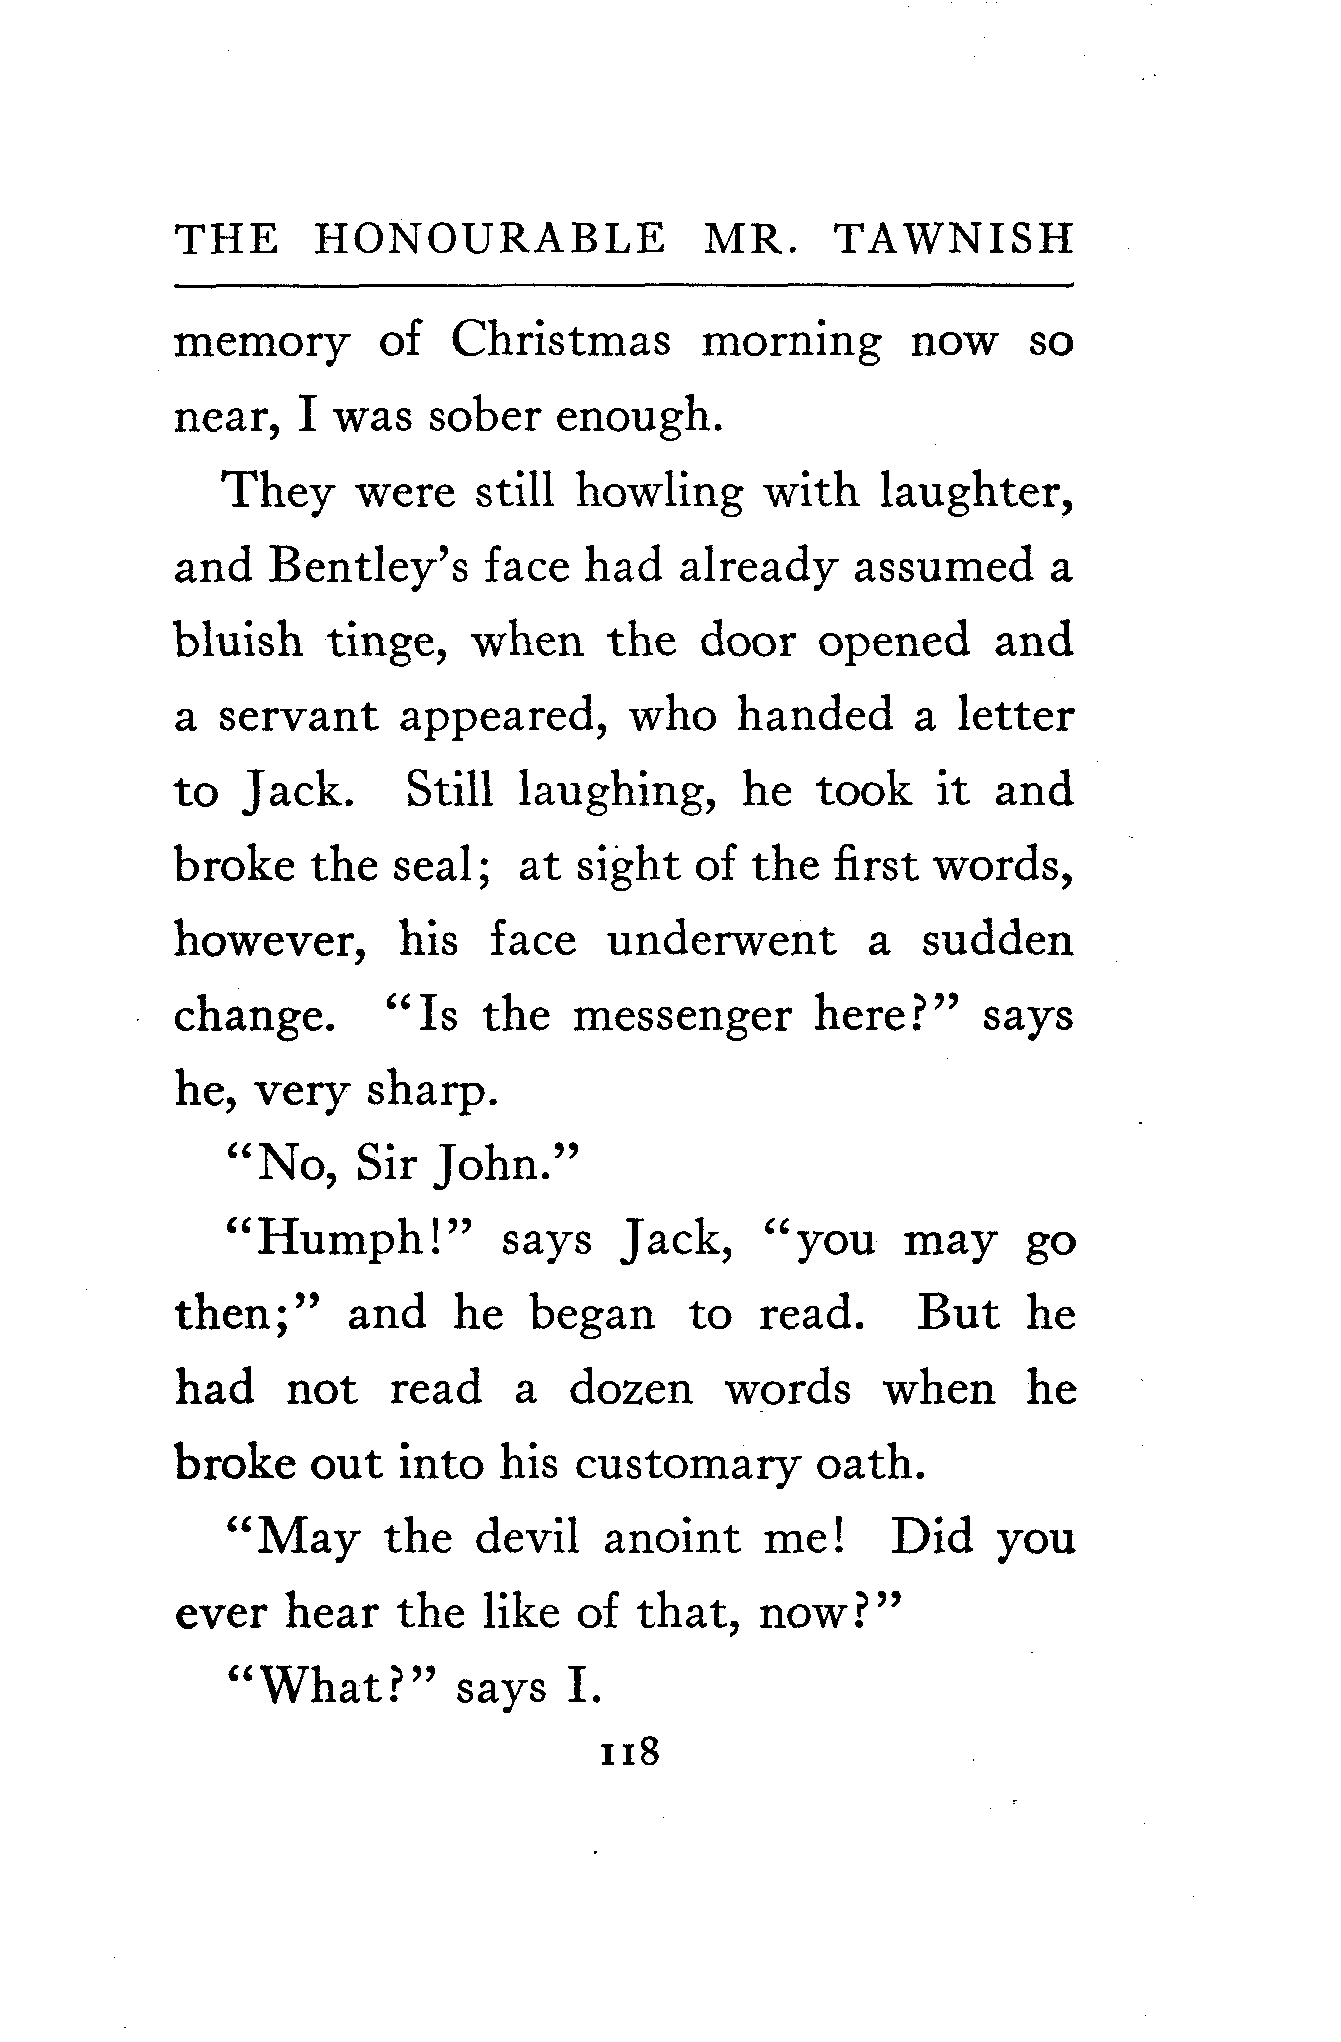 THE HONOURABLE MR. TAWNISH
memory of Christmas morning now so
near, I was sober enough.
They were still howling with laughter,
and Bentley's face had already assumed a
bluish tinge, when the door opened and
a servant appeared, who handed a letter
to Jack. Still laughing, he took it and
broke the seal; at sight of the first words,
however, his face underwent a sudden
change. "Is the messenger here?" says
he, very sharp.
"No, Sir John."
"Humph!" says Jack, "you may go
then;" and he began to read. But he
had not read a dozen words when he
broke out into his customary oath.
"May the devil anoint me! Did you
ever hear the like of that, now?"
"What?" says I.
118